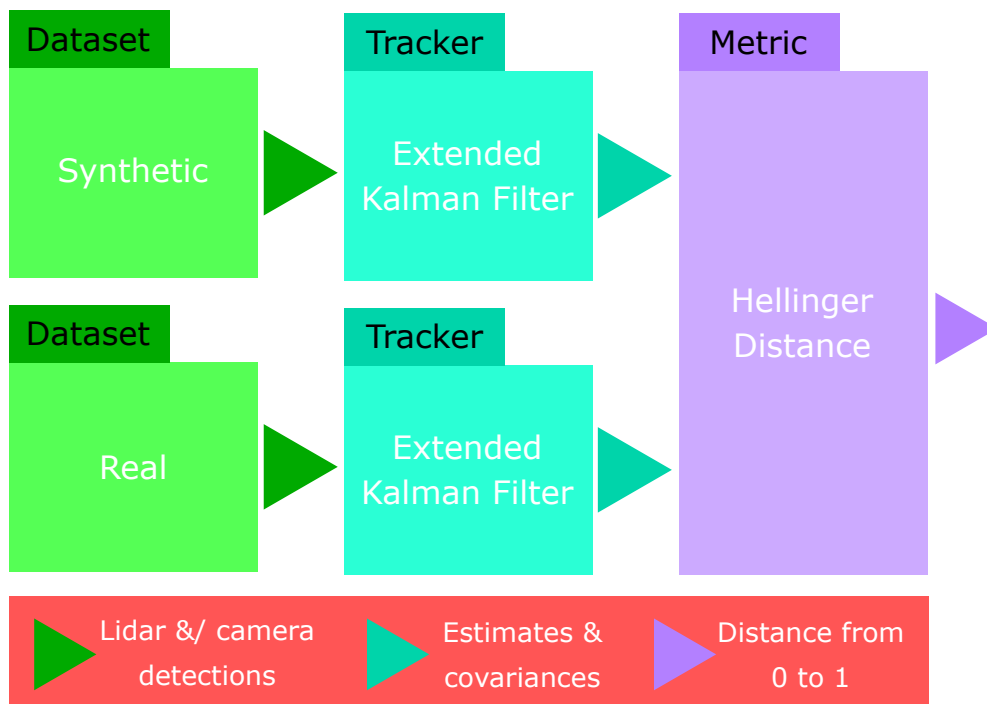 Dataset
Synthetic
Tracker
Extended
Kalman Filter
Metric
Hellinger
Distance
Dataset
Real
Tracker
Extended
Kalman Filter
Lidar &/ camera
detections
Estimates &
covariances
Distance from
0 to 1